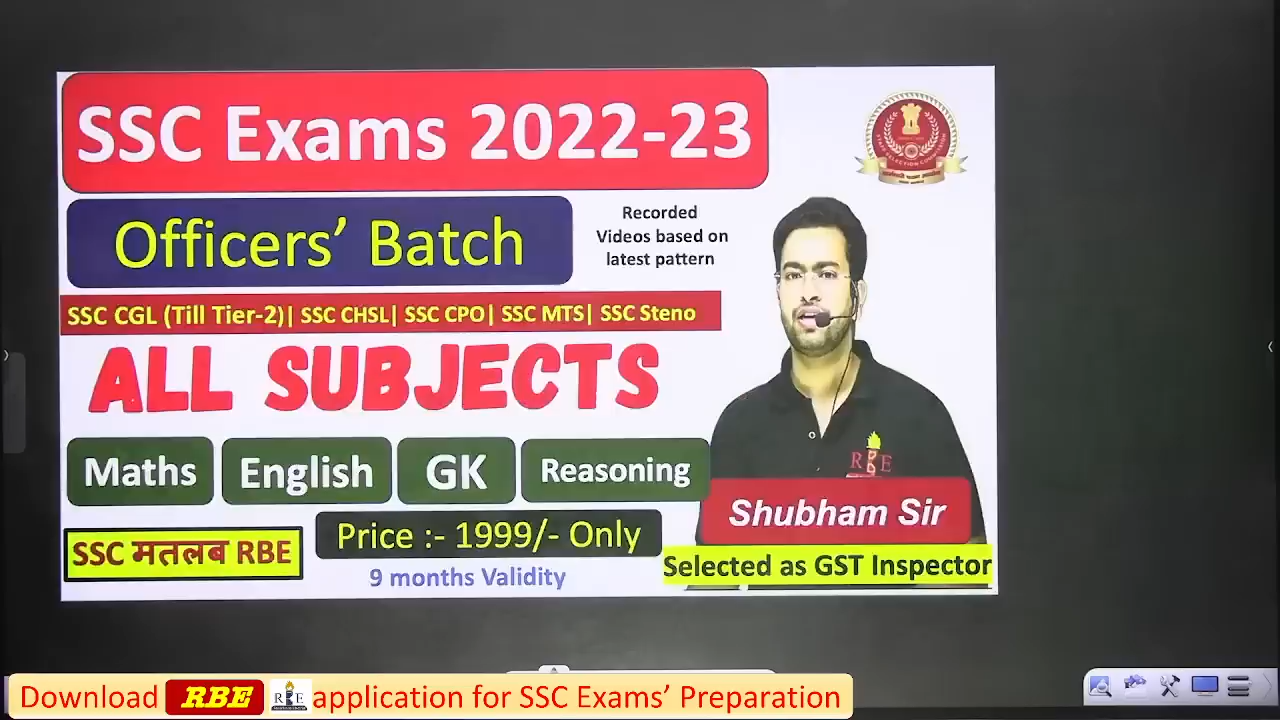 SSC Exams 2022-23
Officers' Batch
Recorded
Videos based on
latest pattern
SSC CGL (Till Tier-2)| SSC CHSL| SSC CPO| SSC MTS| SSC Steno
ALL SUBJECTS
Maths
English
GK
Reasoning
RBE
Shubham Sir
SSC मतलब RBE
Price :- 1999/- Only
9 months Validity
Selected as GST Inspector
Download RBE RBE application for SSC Exams' Preparation